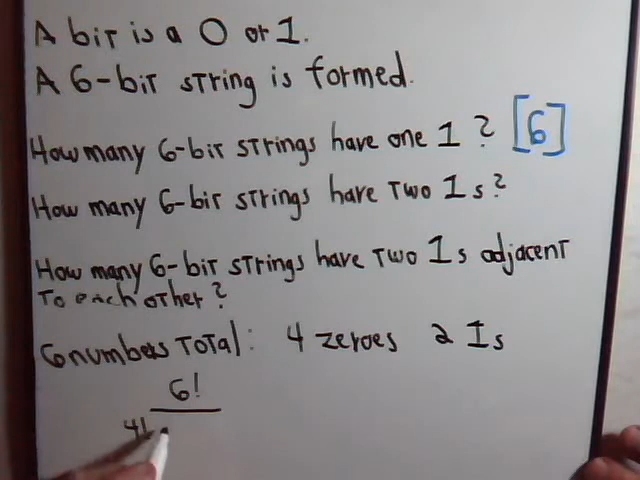 A bit is a 0 or 1.
A 6-bit string is formed.
How many 6-bit strings have one 1? [6]
How many 6-bit strings have two 1s?
How many 6-bit strings have two 1s adjacent
to each other?
6 numbers total: 4 zeroes 2 1s
6!
4!